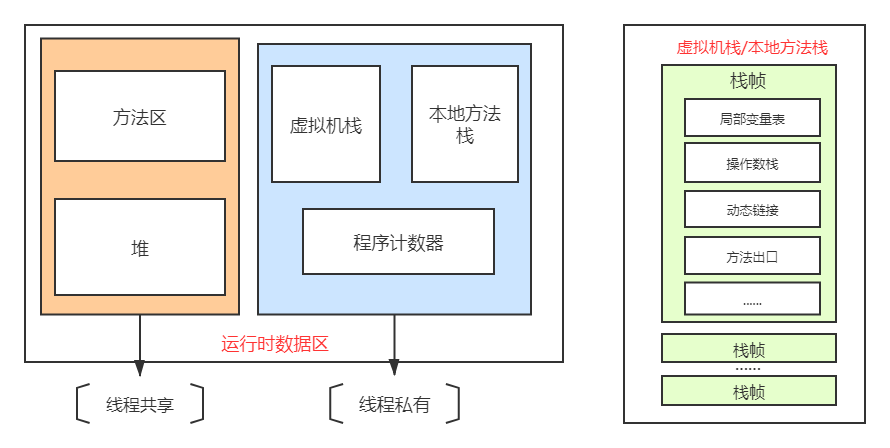 方法区
堆
虚拟机栈
本地方法
栈
程序计数器
运行时数据区
线程共享
线程私有
虚拟机栈/本地方法栈
栈帧
局部变量表
操作数栈
动态链接
方法出口
......
栈帧
......
栈帧